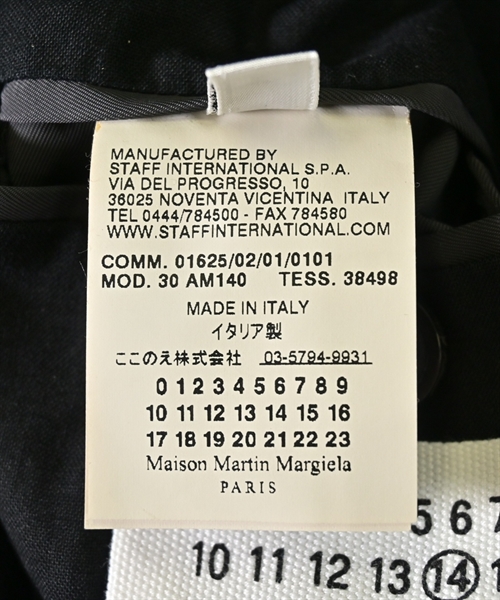 MANUFACTURED BY
STAFF INTERNATIONAL S.P.A.
VIA DEL PROGRESSO, 10
36025 NOVENTA VICENTINA ITALY
TEL 0444/784500 - FAX 784580
WWW.STAFFINTERNATIONAL.COM
COMM. 01625/02/01/0101
MOD. 30 AM140 TESS. 38498
MADE IN ITALY
イタリア製
ここのえ株式会社 03-5794-9931
0 1 2 3 4 5 6 7 8 9
10 11 12 13 14 15 16
17 18 19 20 21 22 23
Maison Martin Margiela
PARIS
5 6 7
10 11 12 13 14